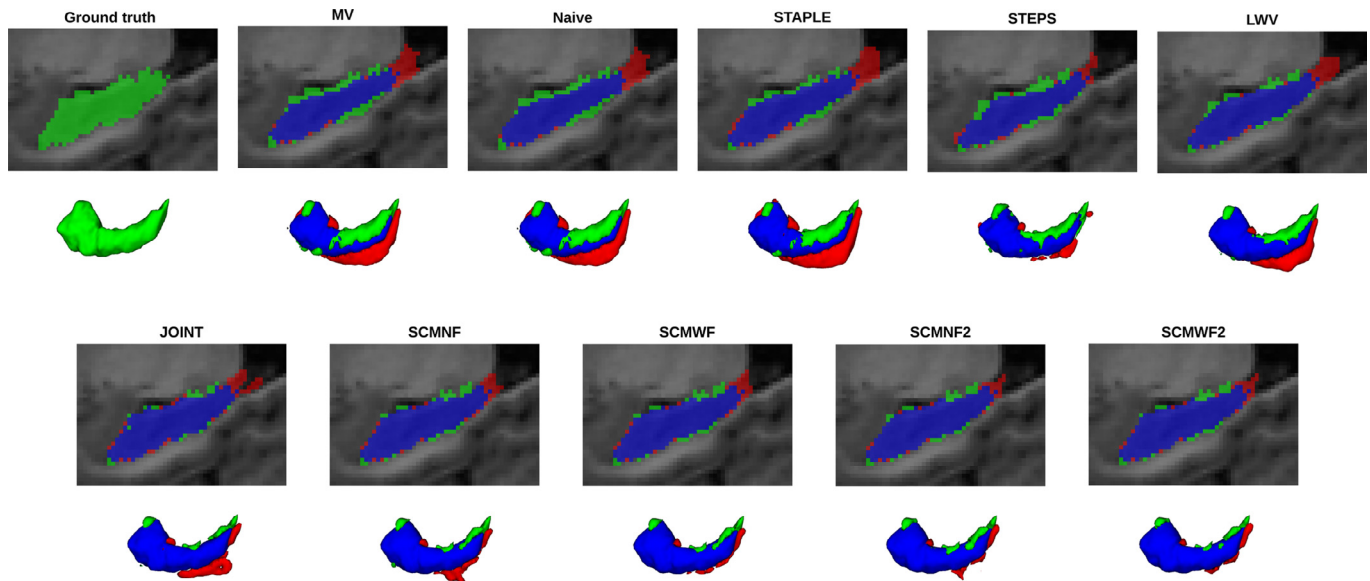 Ground truth
MV
Naive
STAPLE
STEPS
LWV
JOINT
SCMNF
SCMWF
SCMNF2
SCMWF2